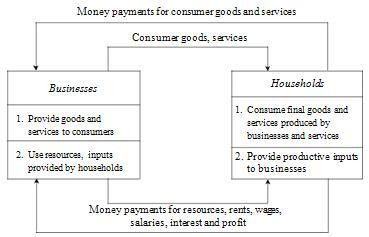 Money payments for consumer goods and services
Consumer goods, services
Businesses
1. Provide goods and
services to consumers
2. Use resources, inputs
provided by households
Households
1. Consume final goods and
services produced by
businesses and services
2. Provide productive inputs
to businesses
Money payments for resources, rents, wages,
salaries, interest and profit